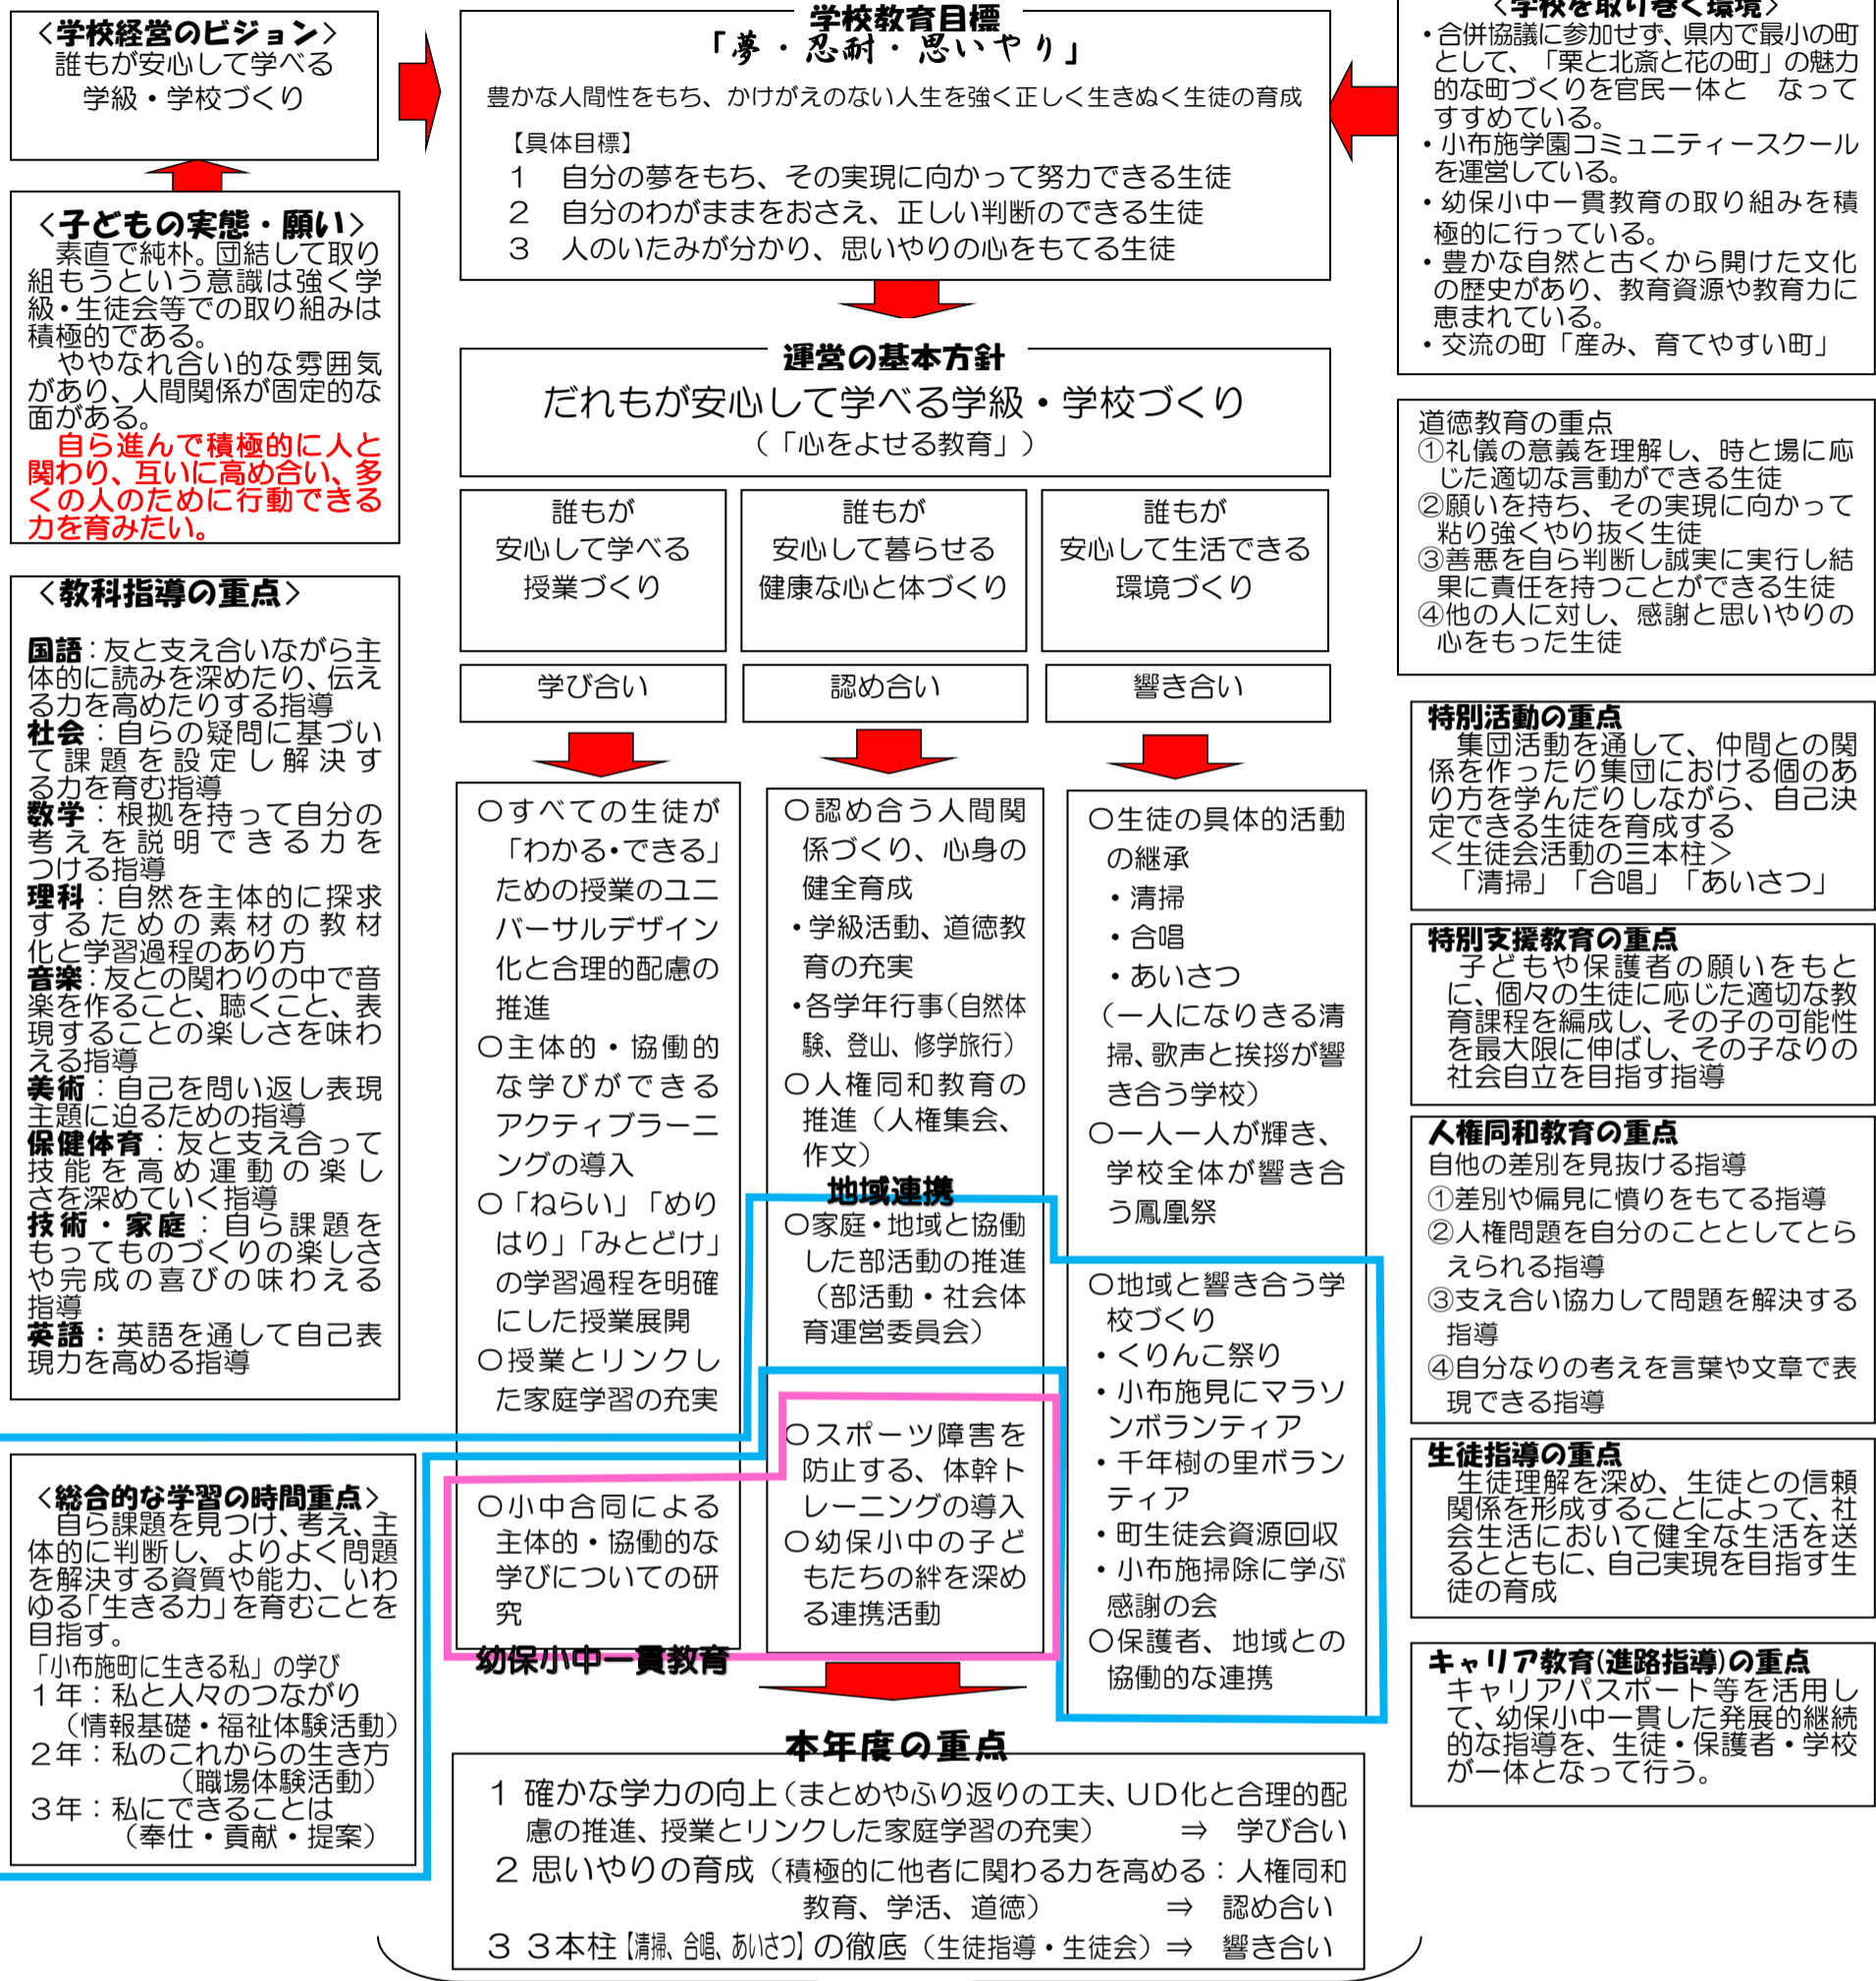 <学校経営のビジョン>
誰もが安心して学べる
学級・学校づくり
<子どもの実態・願い>
素直で純朴。団結して取り
組もうという意識は強く学
級・生徒会等での取り組みは
積極的である。
ややなれ合い的な雰囲気
があり、人間関係が固定的な
面がある。
自ら進んで積極的に人と
関わり、互いに高め合い、多
くの人のために行動できる
力を育みたい。
<教科指導の重点>
国語：友と支え合いながら主
体的に読みを深めたり、伝え
る力を高めたりする指導
社会：自らの疑問に基づい
て課題を設定し解決す
る力を育む指導
数学：根拠を持って自分の
考えを説明できる力を
つける指導
理科：自然を主体的に探求
するための素材の教材
化と学習過程のあり方
音楽：友との関わりの中で音
楽を作ること、聴くこと、表
現することの楽しさを味わ
える指導
美術：自己を問い返し表現
主題に迫るための指導
保健体育：友と支え合って
技能を高め運動の楽し
さを深めていく指導
技術・家庭：自ら課題を
もってものづくりの楽しさ
や完成の喜びの味わえる
指導
英語：英語を通して自己表
現力を高める指導
<総合的な学習の時間重点>
自ら課題を見つけ、考え、主
体的に判断し、よりよく問題
を解決する資質や能力、いわ
ゆる「生きる力」を育むことを
目指す。
「小布施町に生きる私」の学び
１年：私と人々のつながり
（情報基礎・福祉体験活動）
２年：私のこれからの生き方
（職場体験活動）
３年：私にできることは
（奉仕・貢献・提案）
学校教育目標
「夢・忍耐・思いやり」
豊かな人間性をもち、かけがえのない人生を強く正しく生きぬく生徒の育成
【具体目標】
１　自分の夢をもち、その実現に向かって努力できる生徒
２　自分のわがままをおさえ、正しい判断のできる生徒
３　人のいたみが分かり、思いやりの心をもてる生徒
運営の基本方針
だれもが安心して学べる学級・学校づくり
（「心をよせる教育」）
誰もが
安心して学べる
授業づくり
誰もが
安心して暮らせる
健康な心と体づくり
誰もが
安心して生活できる
環境づくり
学び合い
認め合い
響き合い
○すべての生徒が
「わかる・できる」
ための授業のユニ
バーサルデザイン
化と合理的配慮の
推進
○主体的・協働的
な学びができる
アクティブラーニ
ングの導入
○「ねらい」「めり
はり」「みとどけ」
の学習過程を明確
にした授業展開
○授業とリンクし
た家庭学習の充実
○小中合同による
主体的・協働的な
学びについての研
究
幼保小中一貫教育
○認め合う人間関
係づくり、心身の
健全育成
・学級活動、道徳教
育の充実
・各学年行事（自然体
験、登山、修学旅行）
○人権同和教育の
推進（人権集会、
作文）
地域連携
○家庭・地域と協働
した部活動の推進
（部活動・社会体
育運営委員会）
○スポーツ障害を
防止する、体幹ト
レーニングの導入
○幼保小中の子ど
もたちの絆を深め
る連携活動
○生徒の具体的活動
の継承
・清掃
・合唱
・あいさつ
（一人になりきる清
掃、歌声と挨拶が響
き合う学校）
○一人一人が輝き、
学校全体が響き合
う鳳凰祭
○地域と響き合う学
校づくり
・くりんこ祭り
・小布施見にマラソ
ンボランティア
・千年樹の里ボラン
ティア
・町生徒会資源回収
・小布施掃除に学ぶ
感謝の会
○保護者、地域との
協働的な連携
本年度の重点
１ 確かな学力の向上（まとめやふり返りの工夫、ＵＤ化と合理的配
慮の推進、授業とリンクした家庭学習の充実）　⇒　学び合い
２ 思いやりの育成（積極的に他者に関わる力を高める：人権同和
教育、学活、道徳）　⇒　認め合い
３ ３本柱【清掃、合唱、あいさつ】の徹底（生徒指導・生徒会）⇒　響き合い
<学校を取り巻く環境>
・合併協議に参加せず、県内で最小の町
として、「栗と北斎と花の町」の魅力
的な町づくりを官民一体と　なって
すすめている。
・小布施学園コミュニティースクール
を運営している。
・幼保小中一貫教育の取り組みを積
極的に行っている。
・豊かな自然と古くから開けた文化
の歴史があり、教育資源や教育力に
恵まれている。
・交流の町「産み、育てやすい町」
道徳教育の重点
①礼儀の意義を理解し、時と場に応
じた適切な言動ができる生徒
②願いを持ち、その実現に向かって
粘り強くやり抜く生徒
③善悪を自ら判断し誠実に実行し結
果に責任を持つことができる生徒
④他の人に対し、感謝と思いやりの
心をもった生徒
特別活動の重点
集団活動を通して、仲間との関
係を作ったり集団における個のあ
り方を学んだりしながら、自己決
定できる生徒を育成する
＜生徒会活動の三本柱＞
「清掃」「合唱」「あいさつ」
特別支援教育の重点
子どもや保護者の願いをもと
に、個々の生徒に応じた適切な教
育課程を編成し、その子の可能性
を最大限に伸ばし、その子なりの
社会自立を目指す指導
人権同和教育の重点
自他の差別を見抜ける指導
①差別や偏見に憤りをもてる指導
②人権問題を自分のこととしてとら
えられる指導
③支え合い協力して問題を解決する
指導
④自分なりの考えを言葉や文章で表
現できる指導
生徒指導の重点
生徒理解を深め、生徒との信頼
関係を形成することによって、社
会生活において健全な生活を送
るとともに、自己実現を目指す生
徒の育成
キャリア教育(進路指導)の重点
キャリアパスポート等を活用し
て、幼保小中一貫した発展的継続
的な指導を、生徒・保護者・学校
が一体となって行う。